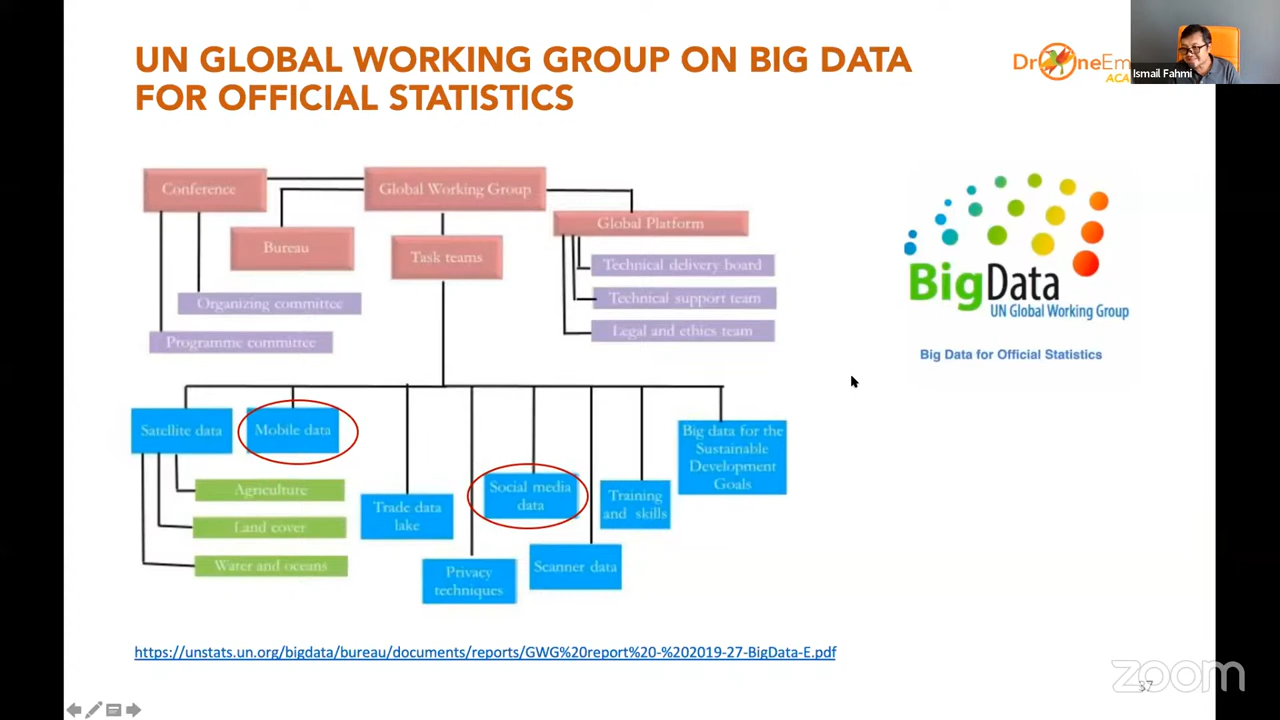 UN GLOBAL WORKING GROUP ON BIG DATA
FOR OFFICIAL STATISTICS
Ismail Fahmi
Conference
Global Working Group
Global Platform
Bureau
Task teams
Technical delivery board
Technical support team
Legal and ethics team
Organizing committee
Programme committee
BigData
UN Global Working Group
Big Data for Official Statistics
Satellite data
Mobile data
Agriculture
Land cover
Water and oceans
Trade data
lake
Privacy
techniques
Social media
data
Scanner data
Training
and skills
Big data for the
Sustainable
Development
Goals
https://unstats.un.org/bigdata/bureau/documents/reports/GWG%20report%20-%202019-27-BigData-E.pdf
zoom